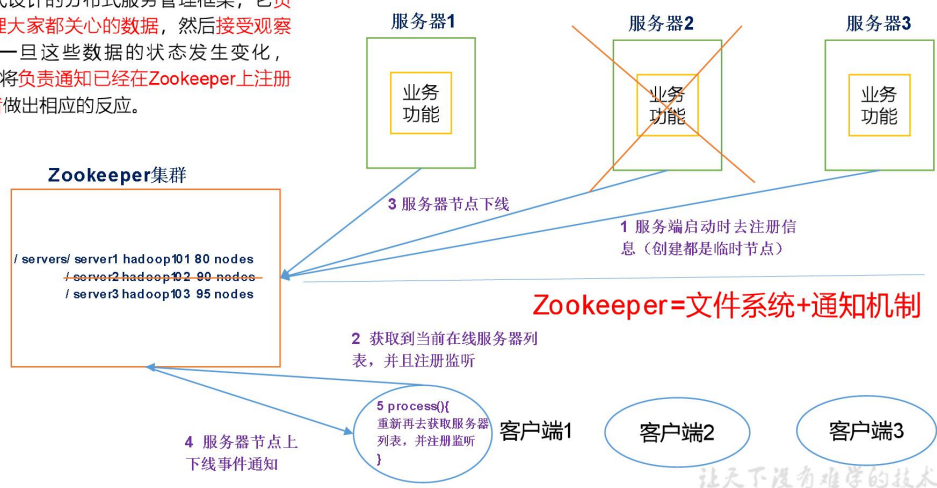 式设计的分布式服务管理框架，它负
理大家都关心的数据，然后接受观察
一旦这些数据的状态发生变化，
将负责通知已经在Zookeeper上注册
做出相应的反应。
服务器1
服务器2
服务器3
业务
功能
业务
功能
业务
功能
Zookeeper集群
3 服务器节点下线
1 服务端启动时去注册信
息（创建都是临时节点）
/ servers/ server1 hadoop101 80 nodes
/ server2 hadoop102 90 nodes
/ server3 hadoop103 95 nodes
Zookeeper=文件系统+通知机制
2 获取到当前在线服务器列
表，并且注册监听
5 process(){
重新再去获取服务器
列表，并注册监听
}
客户端1
客户端2
客户端3
4 服务器节点上
下线事件通知
让天下没有难学的技术